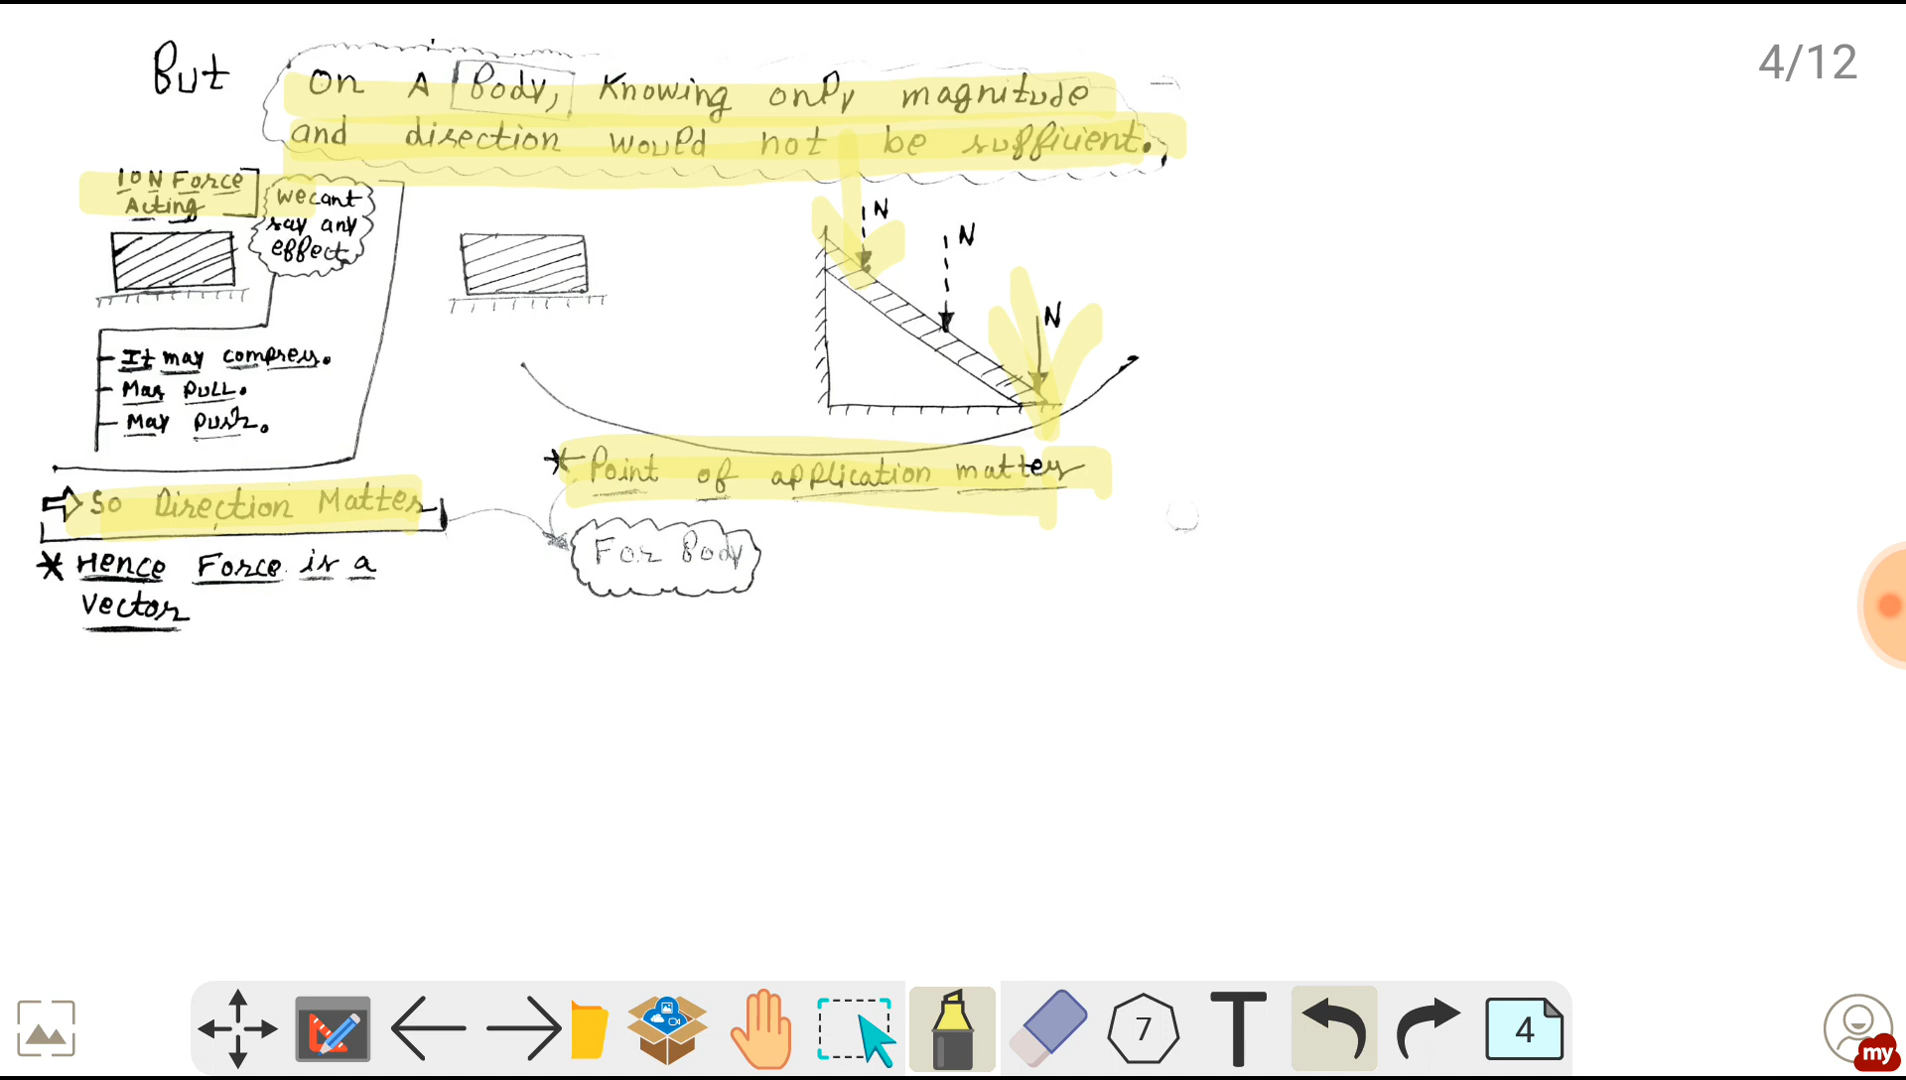 4/12
But
on A Body, Knowing only magnitude
and direction would not be sufficient.
10N Force
Acting
we cant
say any
effect
N
N
N
It may compress.
May PULL.
May Push.
Point of application matter
So Direction Matter
For Body
Hence Force is a
vector
7
T
4
my